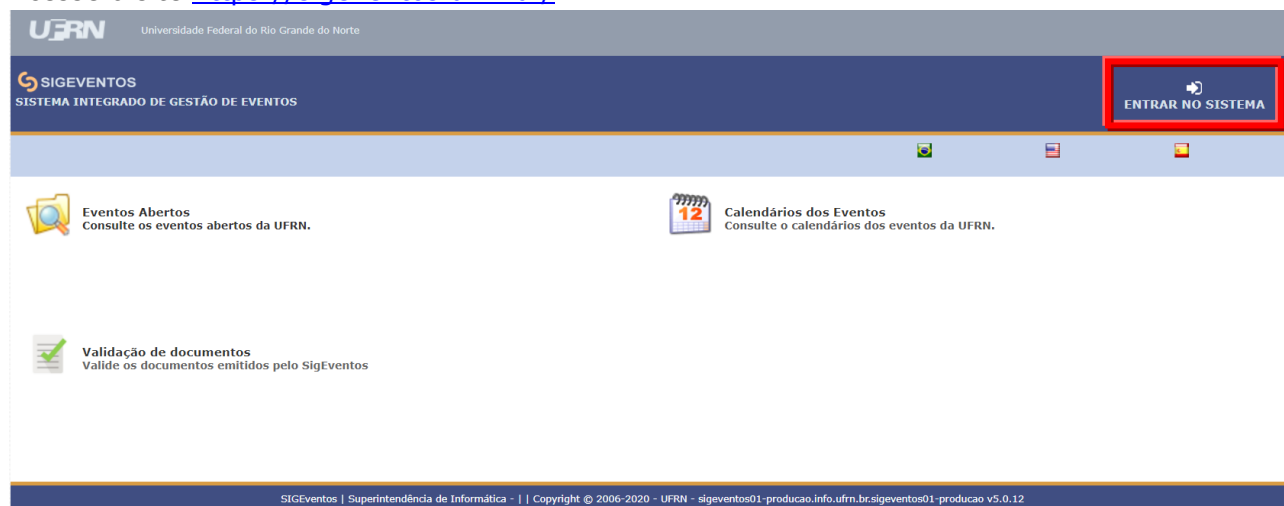 UFRN
Universidade Federal do Rio Grande do Norte
SIGEVENTOS
SISTEMA INTEGRADO DE GESTÃO DE EVENTOS
ENTRAR NO SISTEMA
Eventos Abertos
Consulte os eventos abertos da UFRN.
12
Calendários dos Eventos
Consulte o calendários dos eventos da UFRN.
Validação de documentos
Valide os documentos emitidos pelo SigEventos
SIGEventos | Superintendência de Informática - | | Copyright © 2006-2020 - UFRN - sigeventos01-producao.info.ufrn.br.sigeventos01-producao v5.0.12